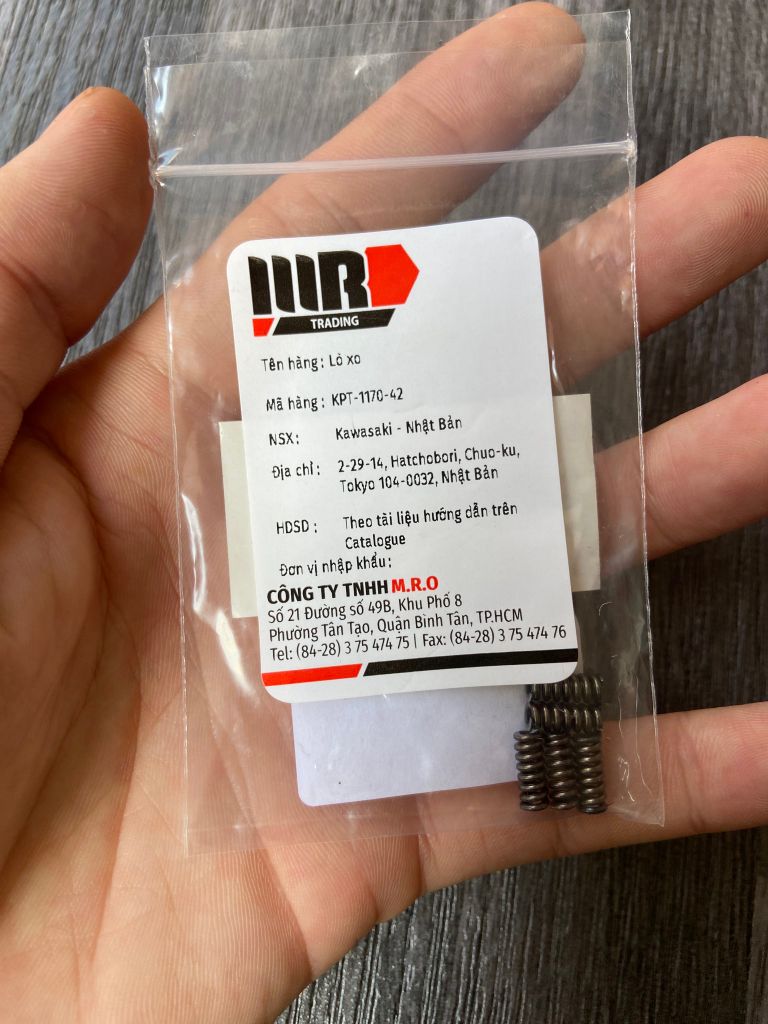 MR
TRADING
Tên hàng: Lò xo
Mã hàng: KPT-1170-42
NSX: Kawasaki - Nhật Bản
Địa chỉ: 2-29-14, Hatchobori, Chuo-ku,
Tokyo 104-0032, Nhật Bản
HDSD: Theo tài liệu hướng dẫn trên
Catalogue
Đơn vị nhập khẩu:
CÔNG TY TNHH M.R.O
Số 21 Đường số 49B, Khu Phố 8
Phường Tân Tạo, Quận Bình Tân, TP.HCM
Tel: (84-28) 3 75 474 75 | Fax: (84-28) 3 75 474 76